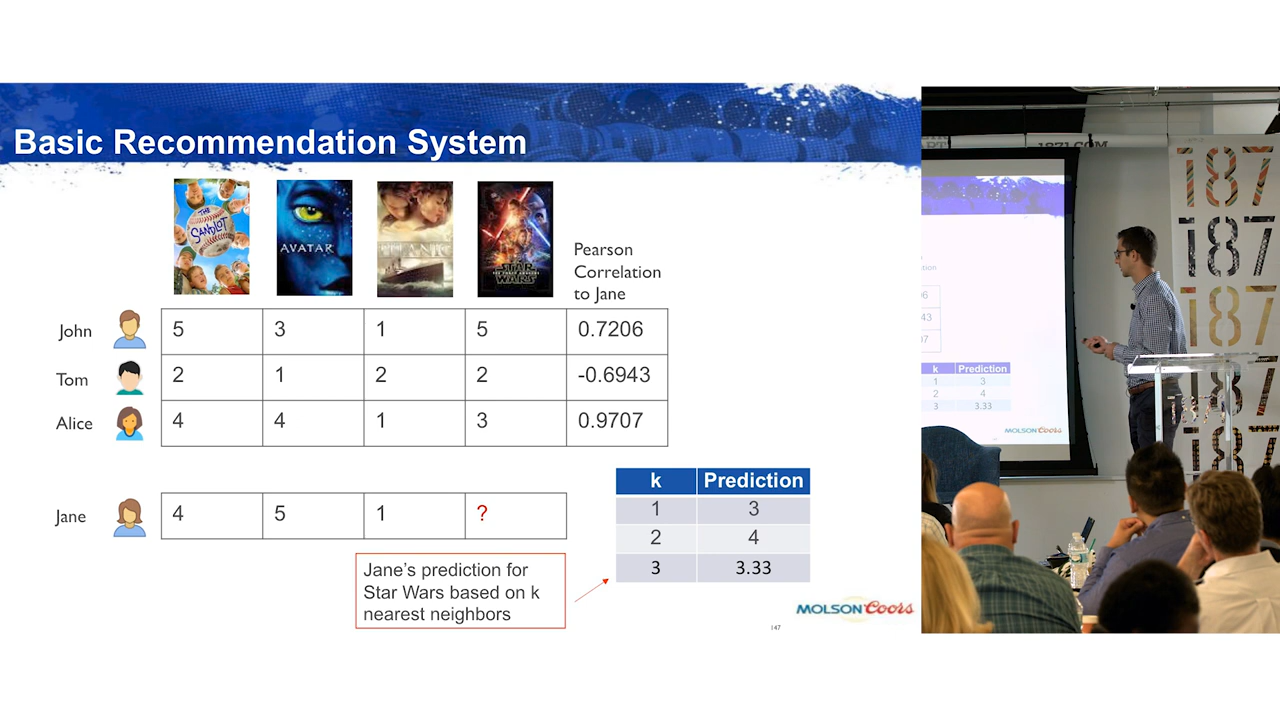 Basic Recommendation System
THE
SANDLOT
AVATAR
TITANIC
STAR
WARS
Pearson
Correlation
to Jane
John
5 3 1 5 0.7206
Tom
2 1 2 2 -0.6943
Alice
4 4 1 3 0.9707
Jane
4 5 1 ?
k Prediction
1 3
2 4
3 3.33
Jane's prediction for
Star Wars based on k
nearest neighbors
MOLSON Coors
147
1871.COM
187
187
187
187
187
k Prediction
1 3
2 4
3 3.33
MOLSON Coors